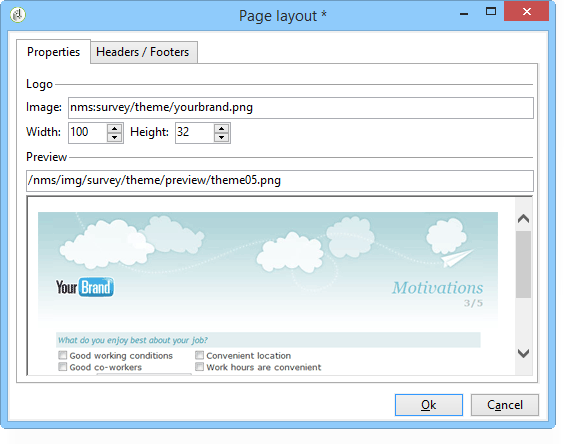 Page layout *
Properties Headers / Footers
Logo
Image: nms:survey/theme/yourbrand.png
Width: 100 Height: 32
Preview
/nms/img/survey/theme/preview/theme05.png
Your Brand
Motivations
3/5
What do you enjoy best about your job?
Good working conditions Convenient location
Good co-workers Work hours are convenient
Ok Cancel